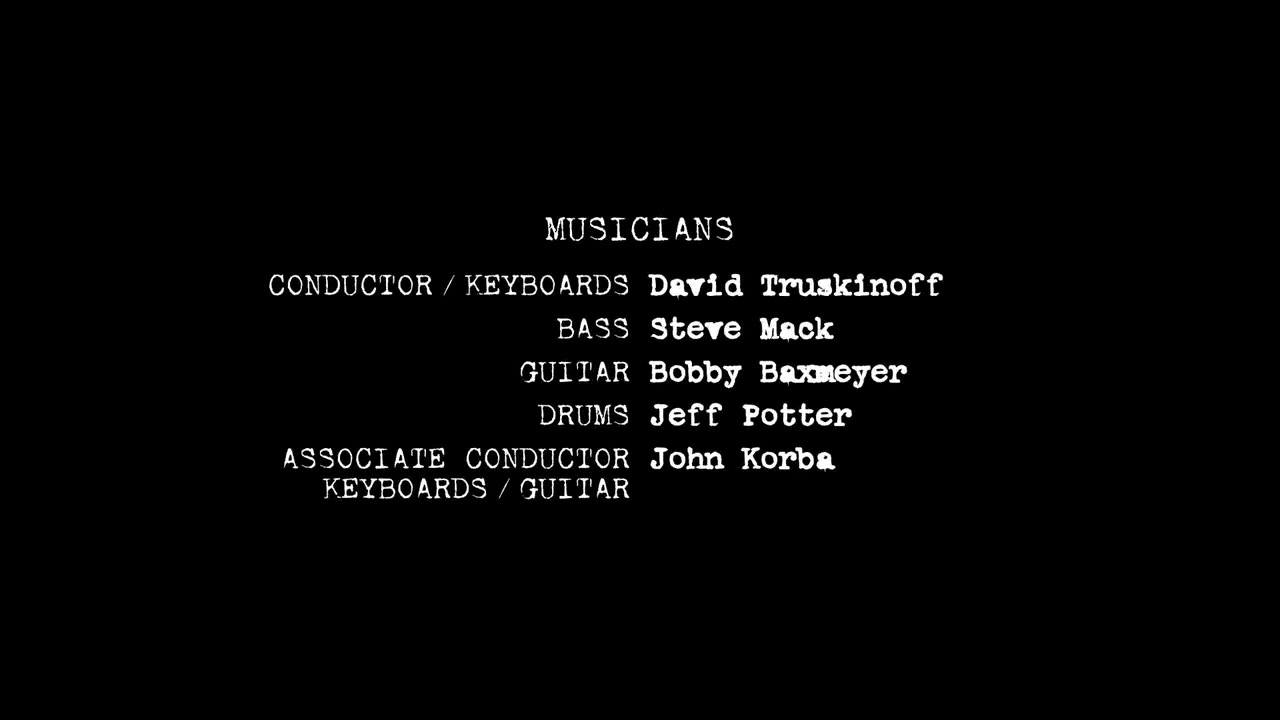 MUSICIANS
CONDUCTOR / KEYBOARDS David Truskinoff
BASS Steve Mack
GUITAR Bobby Baxmeyer
DRUMS Jeff Potter
ASSOCIATE CONDUCTOR John Korba
KEYBOARDS / GUITAR